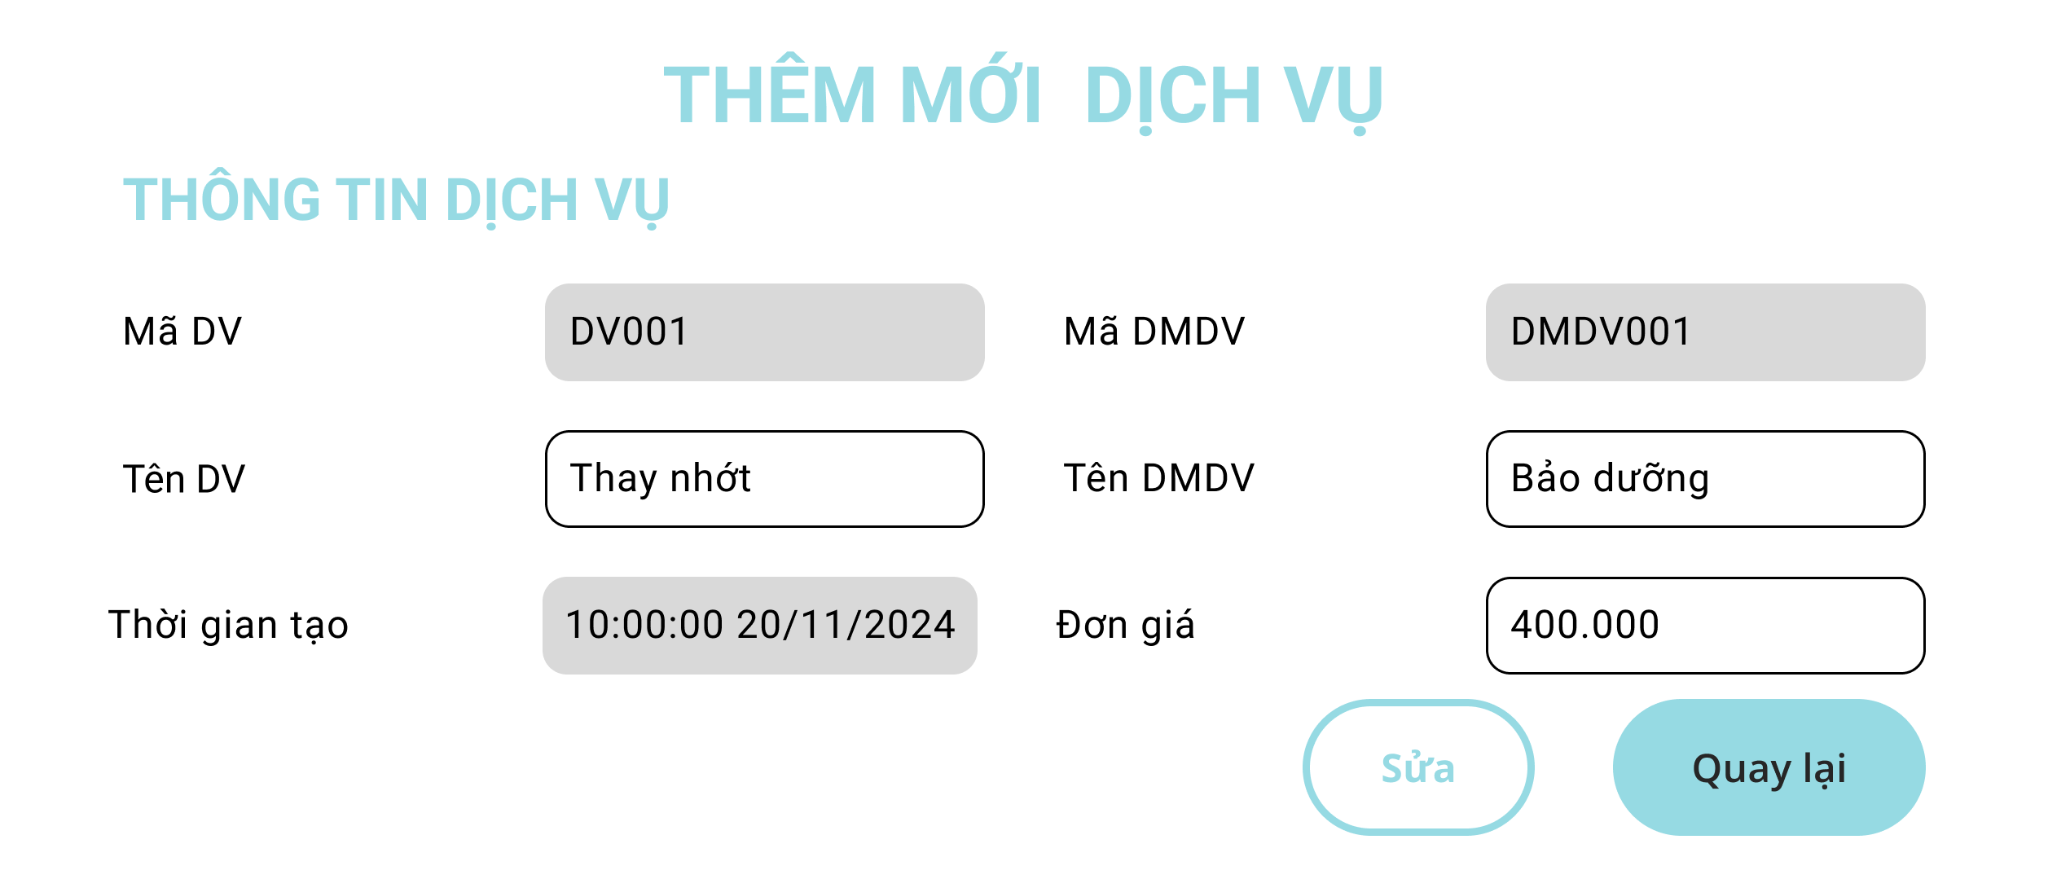 THÊM MỚI DỊCH VỤ
THÔNG TIN DỊCH VỤ
Mã DV DV001 Mã DMDV DMDV001
Tên DV Thay nhớt Tên DMDV Bảo dưỡng
Thời gian tạo 10:00:00 20/11/2024 Đơn giá 400.000
Sửa Quay lại